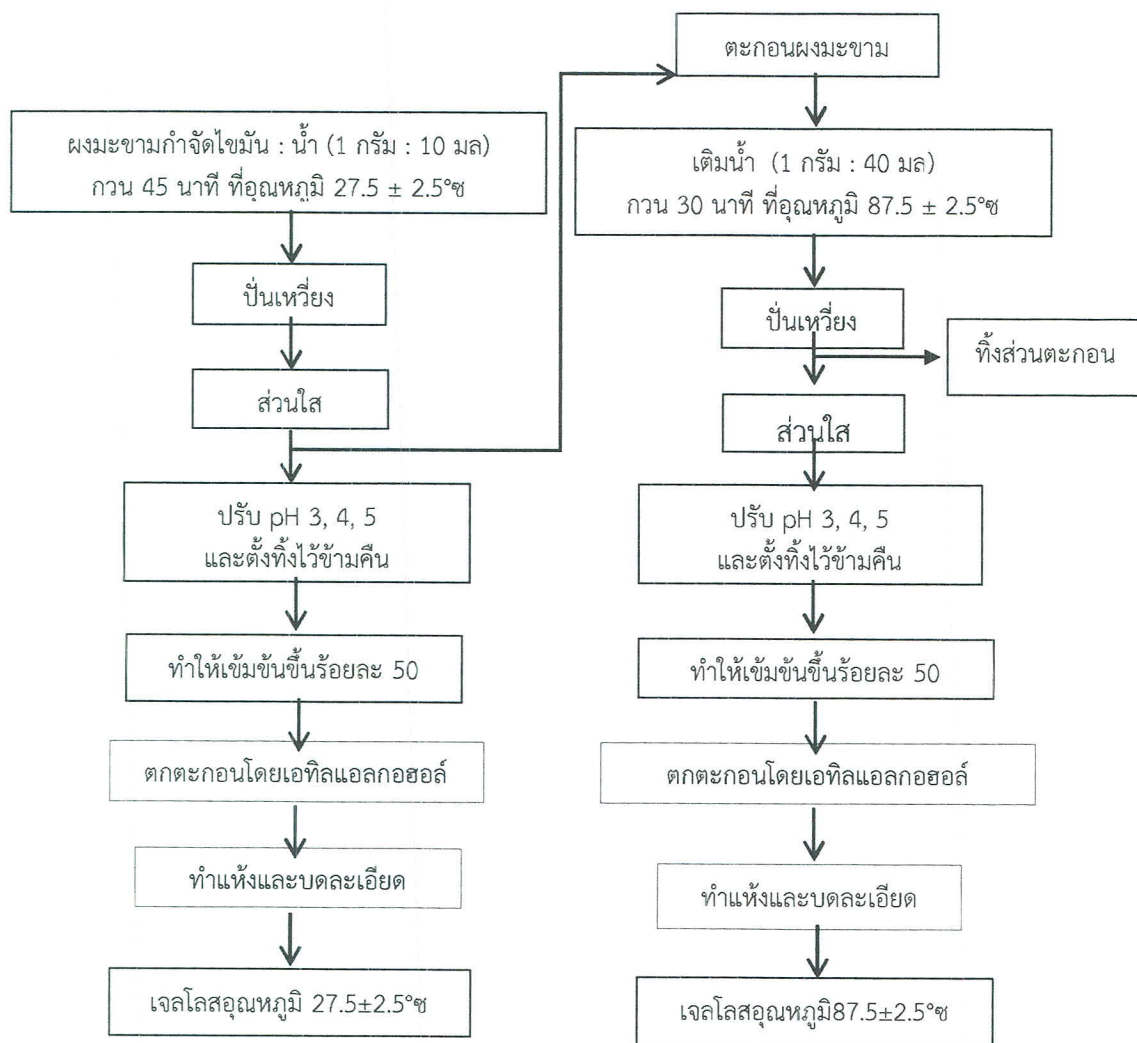 ผงมะขามกำจัดไขมัน : น้ำ (1 กรัม : 10 มล)
กวน 45 นาที ที่อุณหภูมิ 27.5 ± 2.5°ซ
ปั่นเหวี่ยง
ส่วนใส
ปรับ pH 3, 4, 5
และตั้งทิ้งไว้ข้ามคืน
ทำให้เข้มข้นขึ้นร้อยละ 50
ตกตะกอนโดยเอทิลแอลกอฮอล์
ทำแห้งและบดละเอียด
เจลโลสอุณหภูมิ 27.5±2.5°ซ
ตะกอนผงมะขาม
เติมน้ำ (1 กรัม : 40 มล)
กวน 30 นาที ที่อุณหภูมิ 87.5 ± 2.5°ซ
ปั่นเหวี่ยง
ทิ้งส่วนตะกอน
ส่วนใส
ปรับ pH 3, 4, 5
และตั้งทิ้งไว้ข้ามคืน
ทำให้เข้มข้นขึ้นร้อยละ 50
ตกตะกอนโดยเอทิลแอลกอฮอล์
ทำแห้งและบดละเอียด
เจลโลสอุณหภูมิ87.5±2.5°ซ